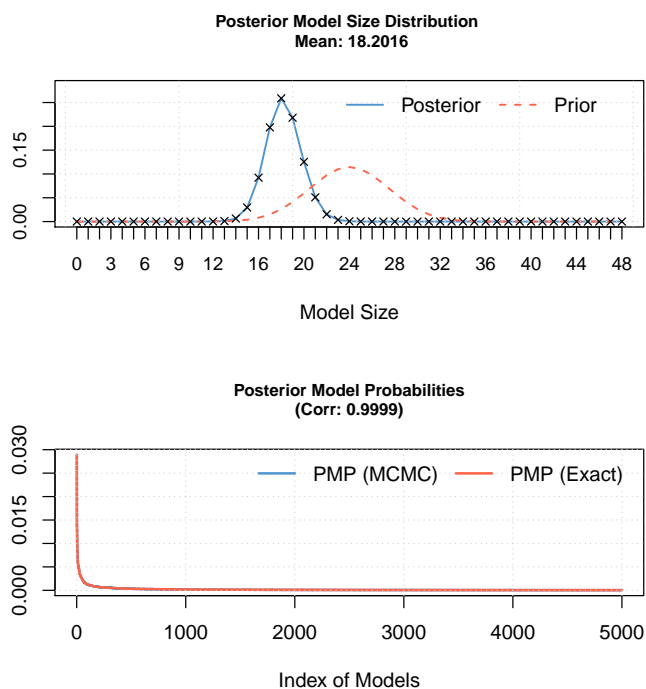 Posterior Model Size Distribution
Mean: 18.2016
Posterior Prior
0.00 0.15
0 3 6 9 12 16 20 24 28 32 36 40 44 48
Model Size
Posterior Model Probabilities
(Corr: 0.9999)
PMP (MCMC) PMP (Exact)
0.000 0.015 0.030
0 1000 2000 3000 4000 5000
Index of Models